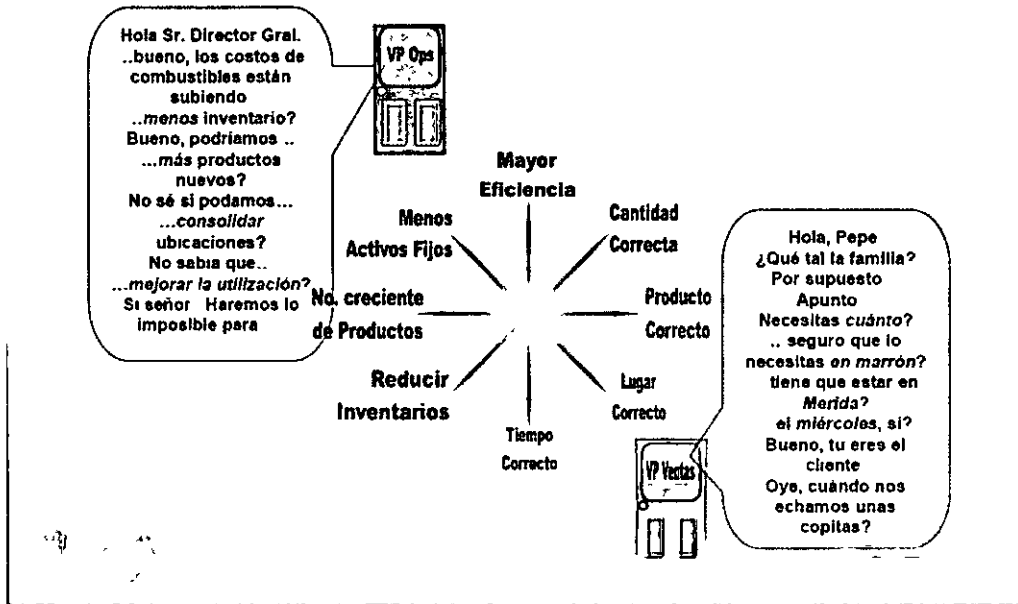 Hola Sr. Director Gral.
..bueno, los costos de
combustibles están
subiendo
..menos inventario?
Bueno, podríamos ..
...más productos
nuevos?
No sé si podamos...
...consolidar
ubicaciones?
No sabia que..
...mejorar la utilización?
Si señor Haremos lo
imposible para
VP Ops
Mayor
Eficiencia
Menos
Activos Fijos
Cantidad
Correcta
No. creciente
de Productos
Producto
Correcto
Reducir
Inventarios
Lugar
Correcto
Tiempo
Correcto
VP Ventas
Hola, Pepe
¿Qué tal la familia?
Por supuesto
Apunto
Necesitas cuánto?
.. seguro que lo
necesitas en marrón?
tiene que estar en
Merida?
el miércoles, si?
Bueno, tu eres el
cliente
Oye, cuándo nos
echamos unas
copitas?